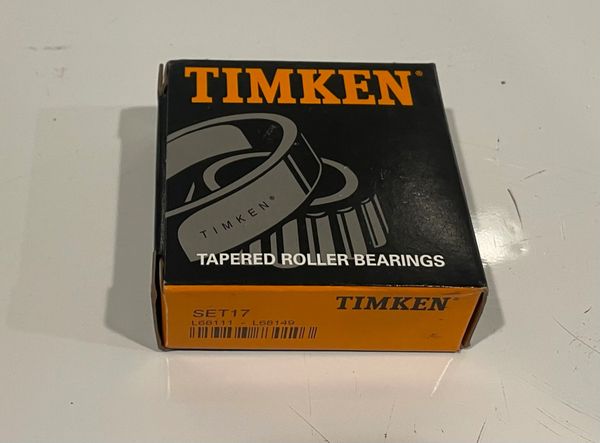 TIMKEN®
TIMKEN®
TAPERED ROLLER BEARINGS
TIMKEN®
SET17
L68111 - L68149